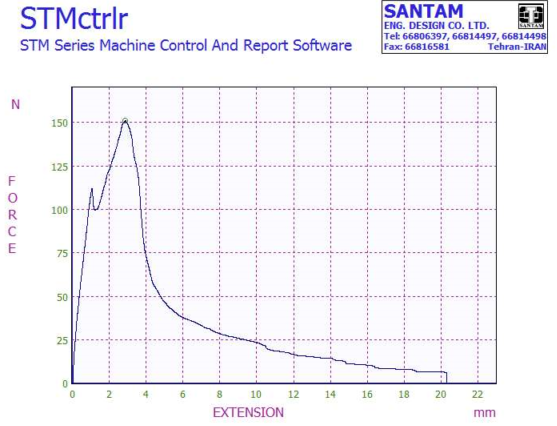 STMctrlr
STM Series Machine Control And Report Software
SANTAM
ENG. DESIGN CO. LTD.
Tel: 66806397, 66814497, 66814498
Fax: 66816581 Tehran-IRAN
SANTAM
N
FORCE
150
125
100
75
50
25
0
0 2 4 6 8 10 12 14 16 18 20 22
EXTENSION mm